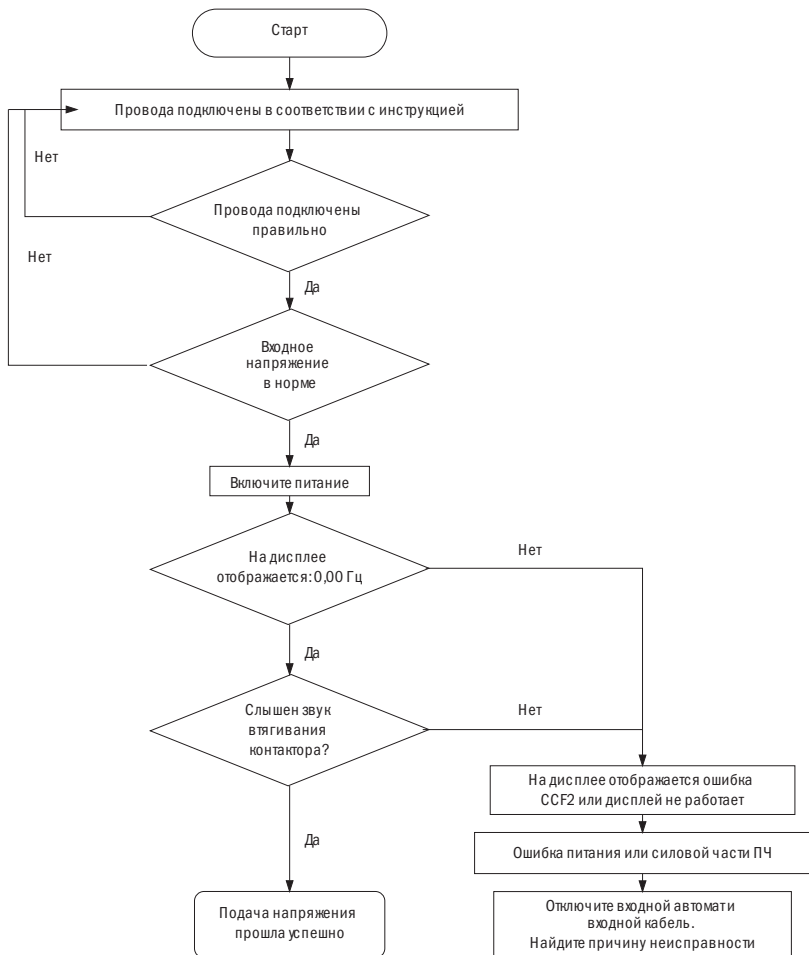 Старт
Провода подключены в соответствии с инструкцией
Нет
Провода подключены
правильно
Нет
Да
Входное
напряжение
в норме
Да
Включите питание
На дисплее
отображается: 0,00 Гц
Нет
Да
Слышен звук
втягивания
контактора?
Нет
На дисплее отображается ошибка
CCF2 или дисплей не работает
Да
Ошибка питания или силовой части ПЧ
Подача напряжения
прошла успешно
Отключите входной автомати
входной кабель.
Найдите причину неисправности